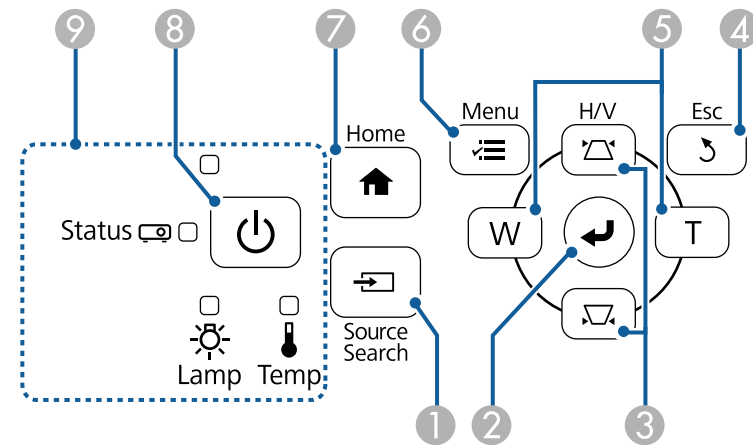 9 8 7 6 5 4
Menu H/V Esc
Home
Status W T
Source
Search
Lamp Temp
1 2 3